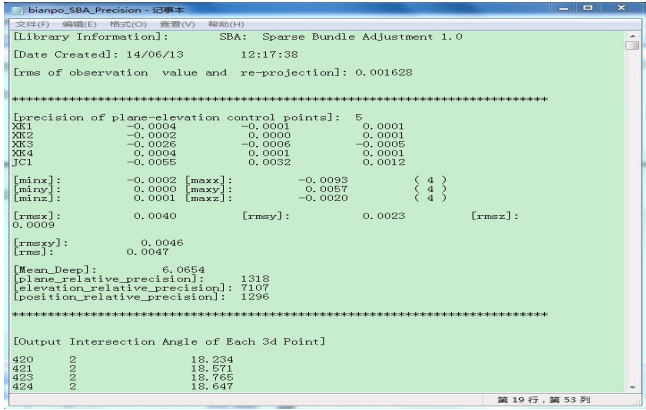 bianpo_SBA_Precision - 记事本
文件(F) 编辑(E) 格式(O) 查看(V) 帮助(H)
[Library Information]: SBA: Sparse Bundle Adjustment 1.0
[Date Created]: 14/06/13 12:17:38
[rms of observation value and re-projection]: 0.001628
**************************************************************************
[precision of plane-elevation control points]: 5
XK1 -0.0004 -0.0001 0.0001
XK2 -0.0002 0.0000 0.0001
XK3 -0.0026 -0.0006 -0.0005
XK4 0.0004 0.0001 0.0001
JC1 -0.0055 0.0032 0.0012
[minx]: -0.0002 [maxx]: -0.0093 ( 4 )
[miny]: 0.0000 [maxy]: 0.0057 ( 4 )
[minz]: 0.0001 [maxz]: -0.0020 ( 4 )
[rmsx]: 0.0040 [rmsy]: 0.0023 [rmsz]:
0.0009
[rmsxy]: 0.0046
[rms]: 0.0047
[Mean_Deep]: 6.0654
[plane_relative_precision]: 1318
[elevation_relative_precision]: 7107
[position_relative_precision]: 1296
**************************************************************************
[Output Intersection Angle of Each 3d Point]
420 2 18.234
421 2 18.571
423 2 18.765
424 2 18.647
第 19 行，第 53 列